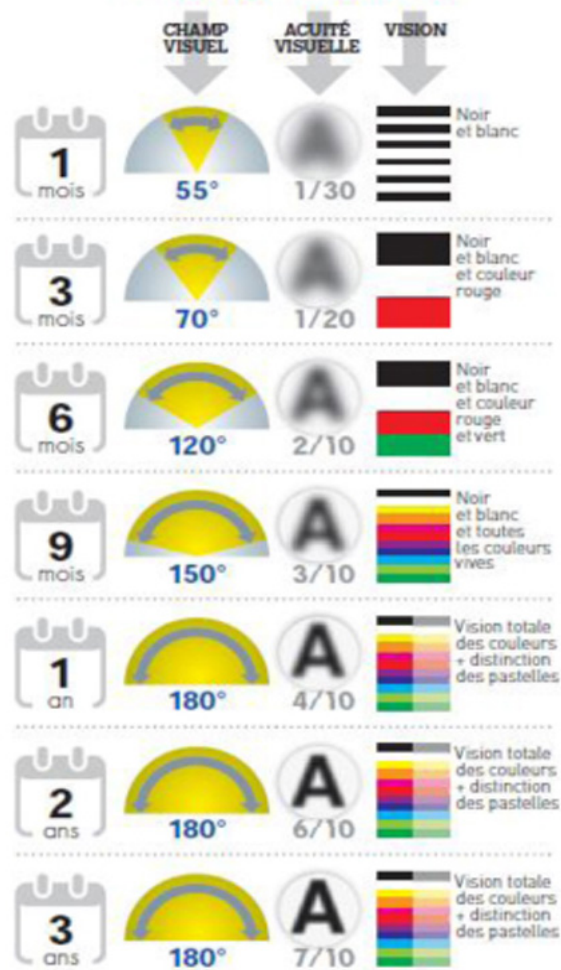 CHAMP
VISUEL
ACUITÉ
VISUELLE
VISION
1
mois
55°
A
1/30
Noir
et blanc
3
mois
70°
A
1/20
Noir
et blanc
et couleur
rouge
6
mois
120°
A
2/10
Noir
et blanc
et couleur
rouge
et vert
9
mois
150°
A
3/10
Noir
et blanc
et toutes
les couleurs
vives
1
an
180°
A
4/10
Vision totale
des couleurs
+ distinction
des pastelles
2
ans
180°
A
6/10
Vision totale
des couleurs
+ distinction
des pastelles
3
ans
180°
A
7/10
Vision totale
des couleurs
+ distinction
des pastelles